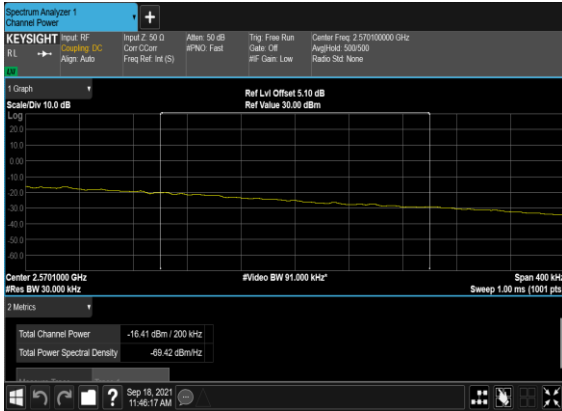 Spectrum Analyzer 1
Channel Power
+
KEYSIGHT
RL
Input: RF
Coupling: DC
Align: Auto
Input Z: 50 Ω
Corr CCorr
Freq Ref: Int (S)
Atten: 50 dB
#PNO: Fast
Trig: Free Run
Gate: Off
#IF Gain: Low
Center Freq: 2.570100000 GHz
Avg|Hold: 500/500
Radio Std: None
1 Graph
Scale/Div 10.0 dB
Ref Lvl Offset 5.10 dB
Ref Value 30.00 dBm
Log
20.0
10.0
0.00
-10.0
-20.0
-30.0
-40.0
-50.0
-60.0
Center 2.5701000 GHz
#Video BW 91.000 kHz*
Span 400 kHz
#Res BW 30.000 kHz
Sweep 1.00 ms (1001 pts
2 Metrics
Total Channel Power -16.41 dBm / 200 kHz
Total Power Spectral Density -69.42 dBm/Hz
?
Sep 18, 2021
11:46:17 AM